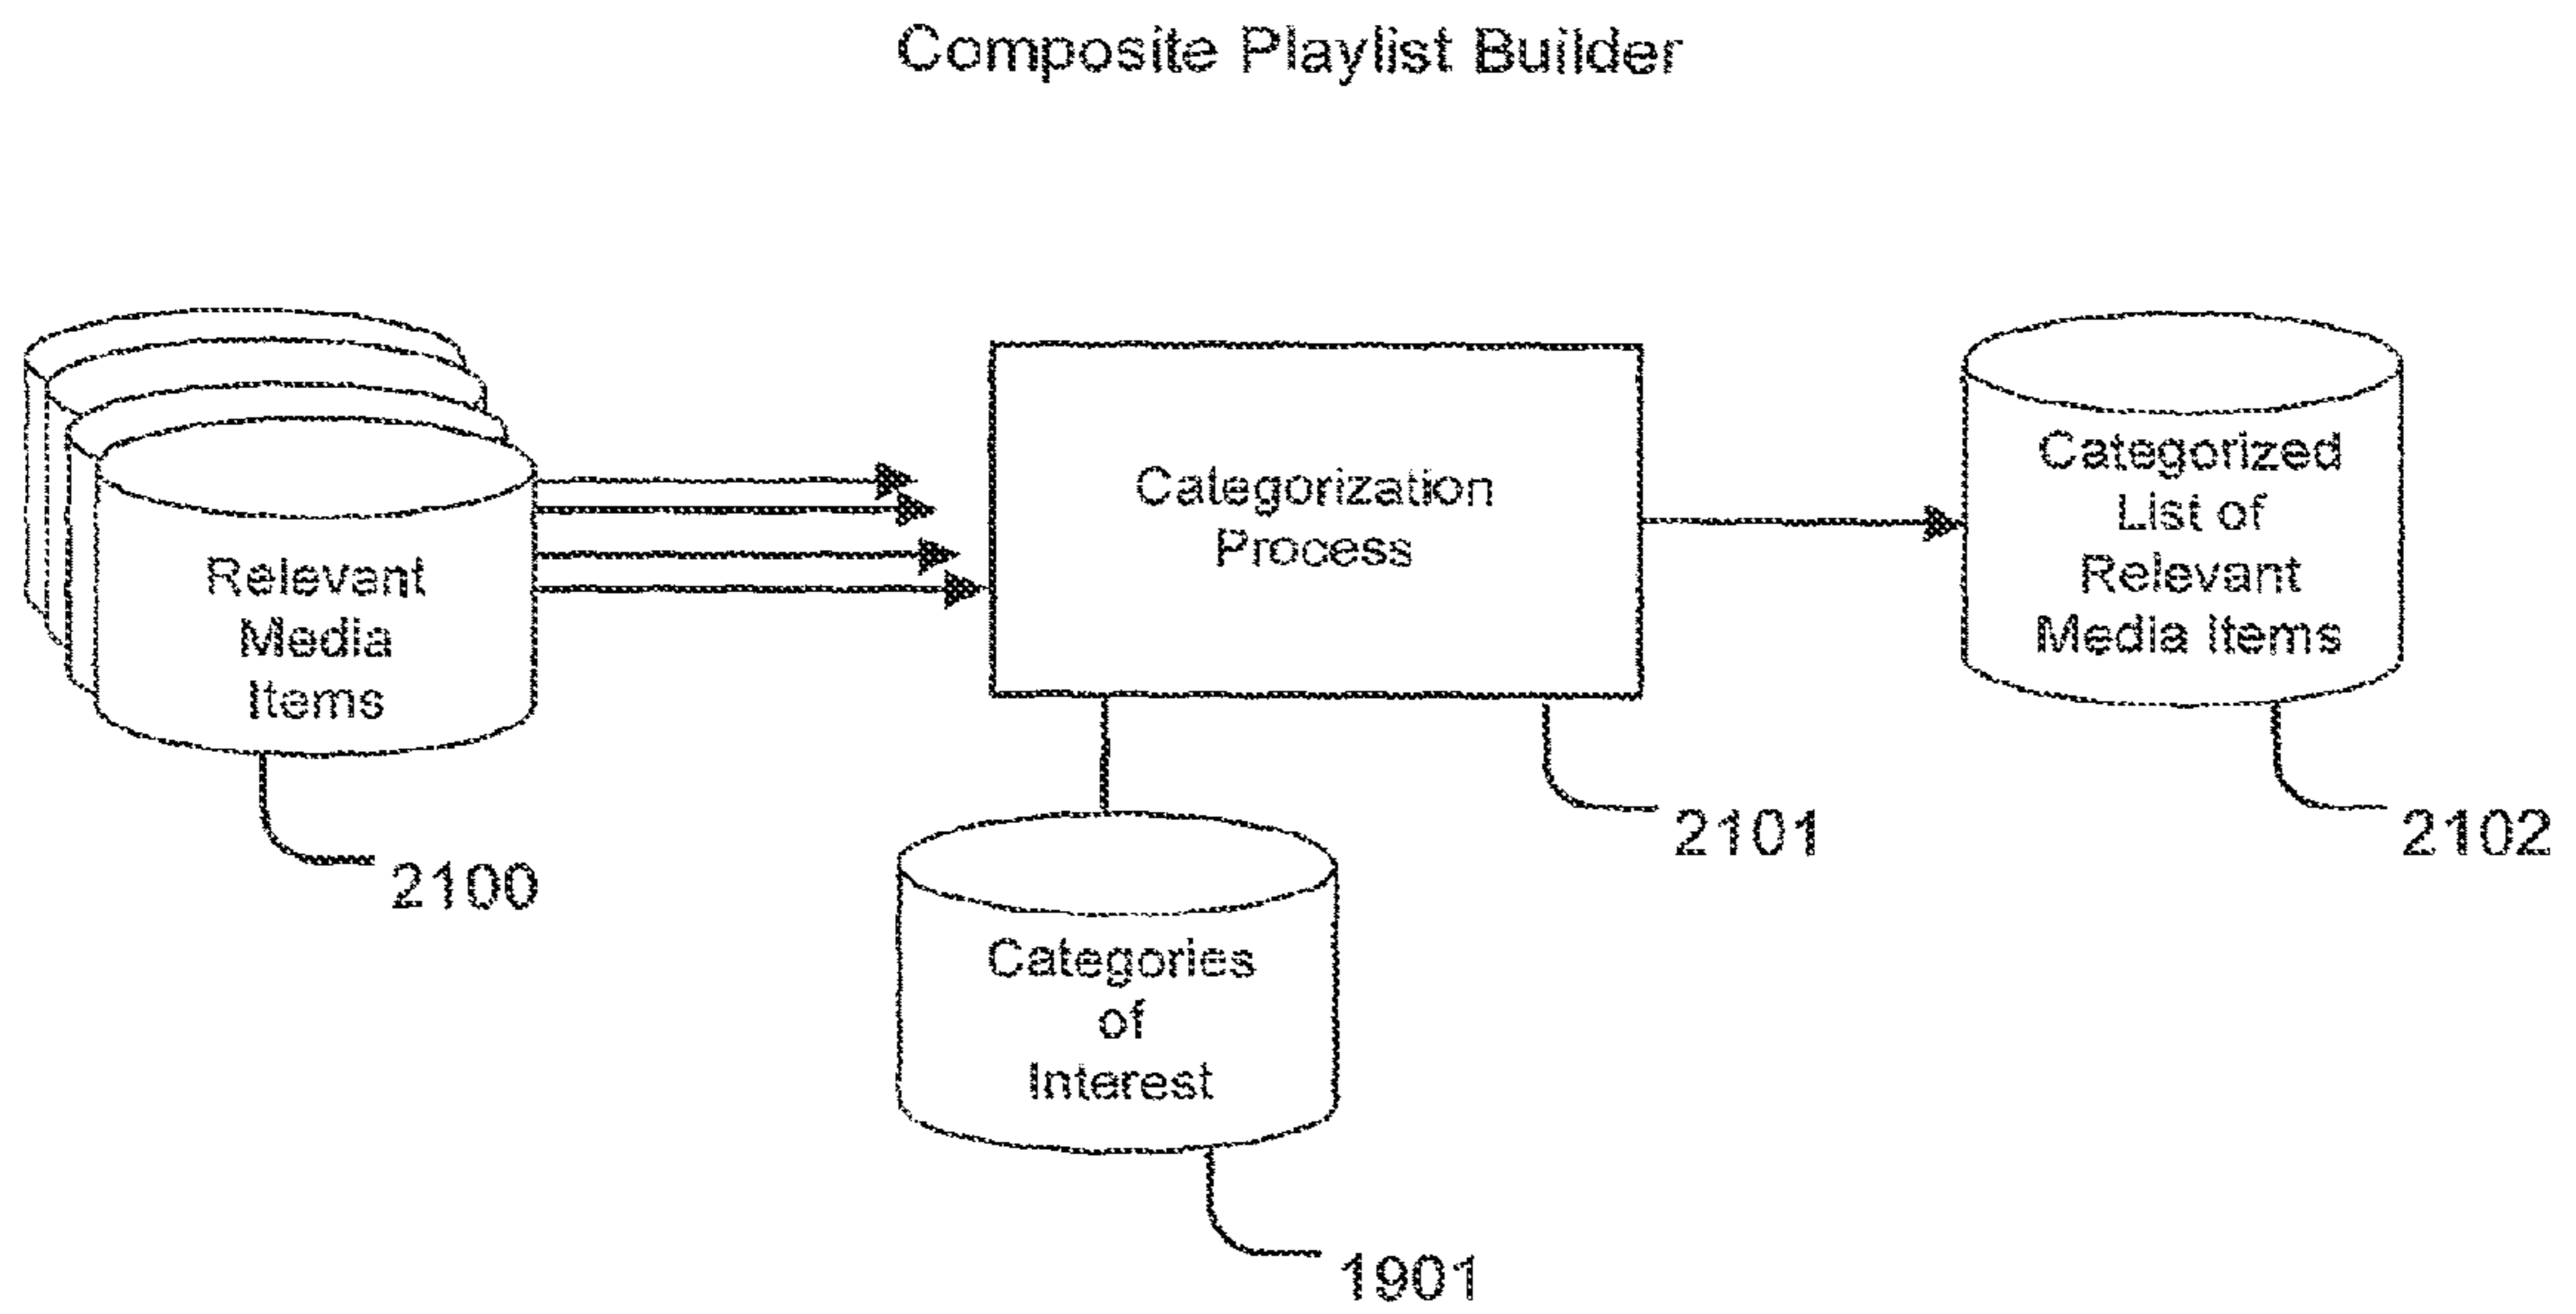 Composite Playlist Builder
Relevant
Media
Items
2100
Categorization
Process
2101
Categories
of
Interest
1901
Categorized
List of
Relevant
Media Items
2102